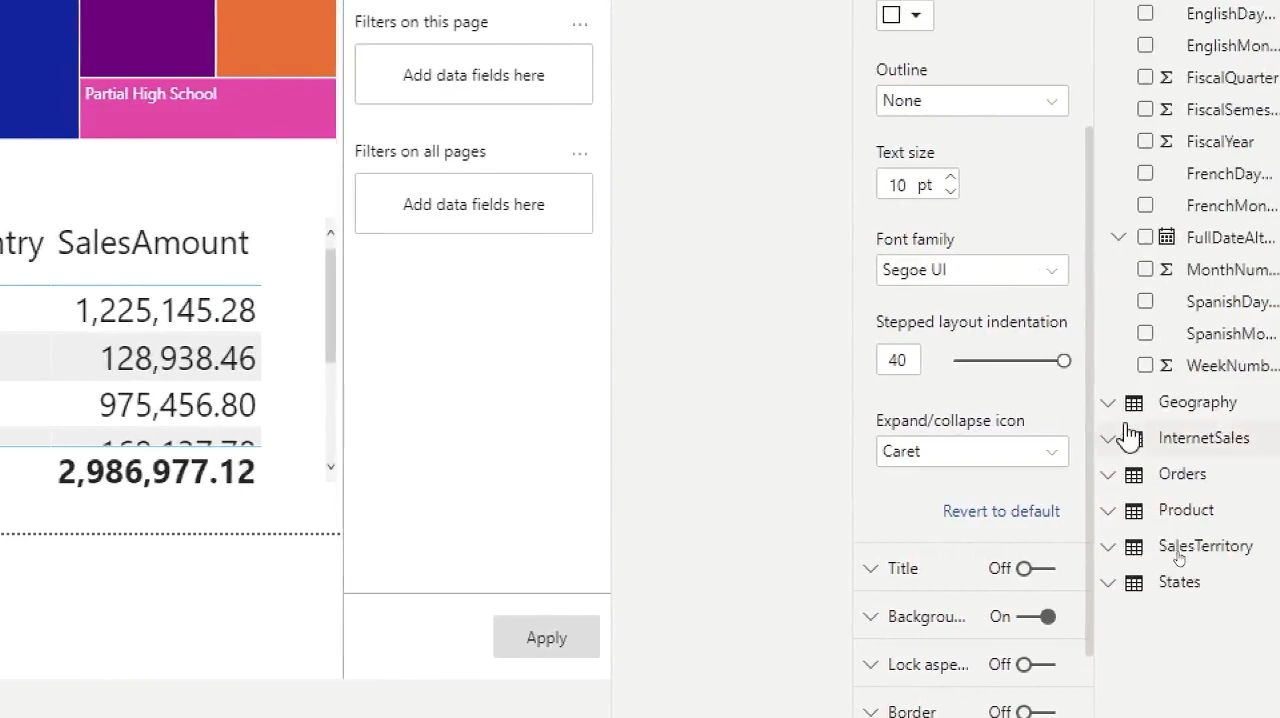 Partial High School
ntry SalesAmount
1,225,145.28
128,938.46
975,456.80
2,986,977.12
Filters on this page
...
Add data fields here
Filters on all pages
...
Add data fields here
Apply
Outline
None
Text size
10 pt
Font family
Segoe UI
Stepped layout indentation
40
Expand/collapse icon
Caret
Revert to default
Title Off
Backgrou... On
Lock aspe... Off
Border Off
EnglishDay...
EnglishMon...
Σ FiscalQuarter
Σ FiscalSemes...
Σ FiscalYear
FrenchDay...
FrenchMon...
FullDateAlt...
Σ MonthNum...
SpanishDay...
SpanishMo...
Σ WeekNumb...
Geography
InternetSales
Orders
Product
SalesTerritory
States